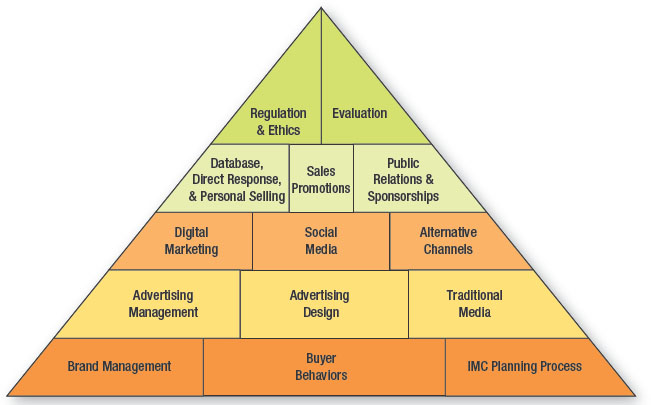 Regulation
& Ethics
Evaluation
Database,
Direct Response,
& Personal Selling
Sales
Promotions
Public
Relations &
Sponsorships
Digital
Marketing
Social
Media
Alternative
Channels
Advertising
Management
Advertising
Design
Traditional
Media
Brand Management
Buyer
Behaviors
IMC Planning Process